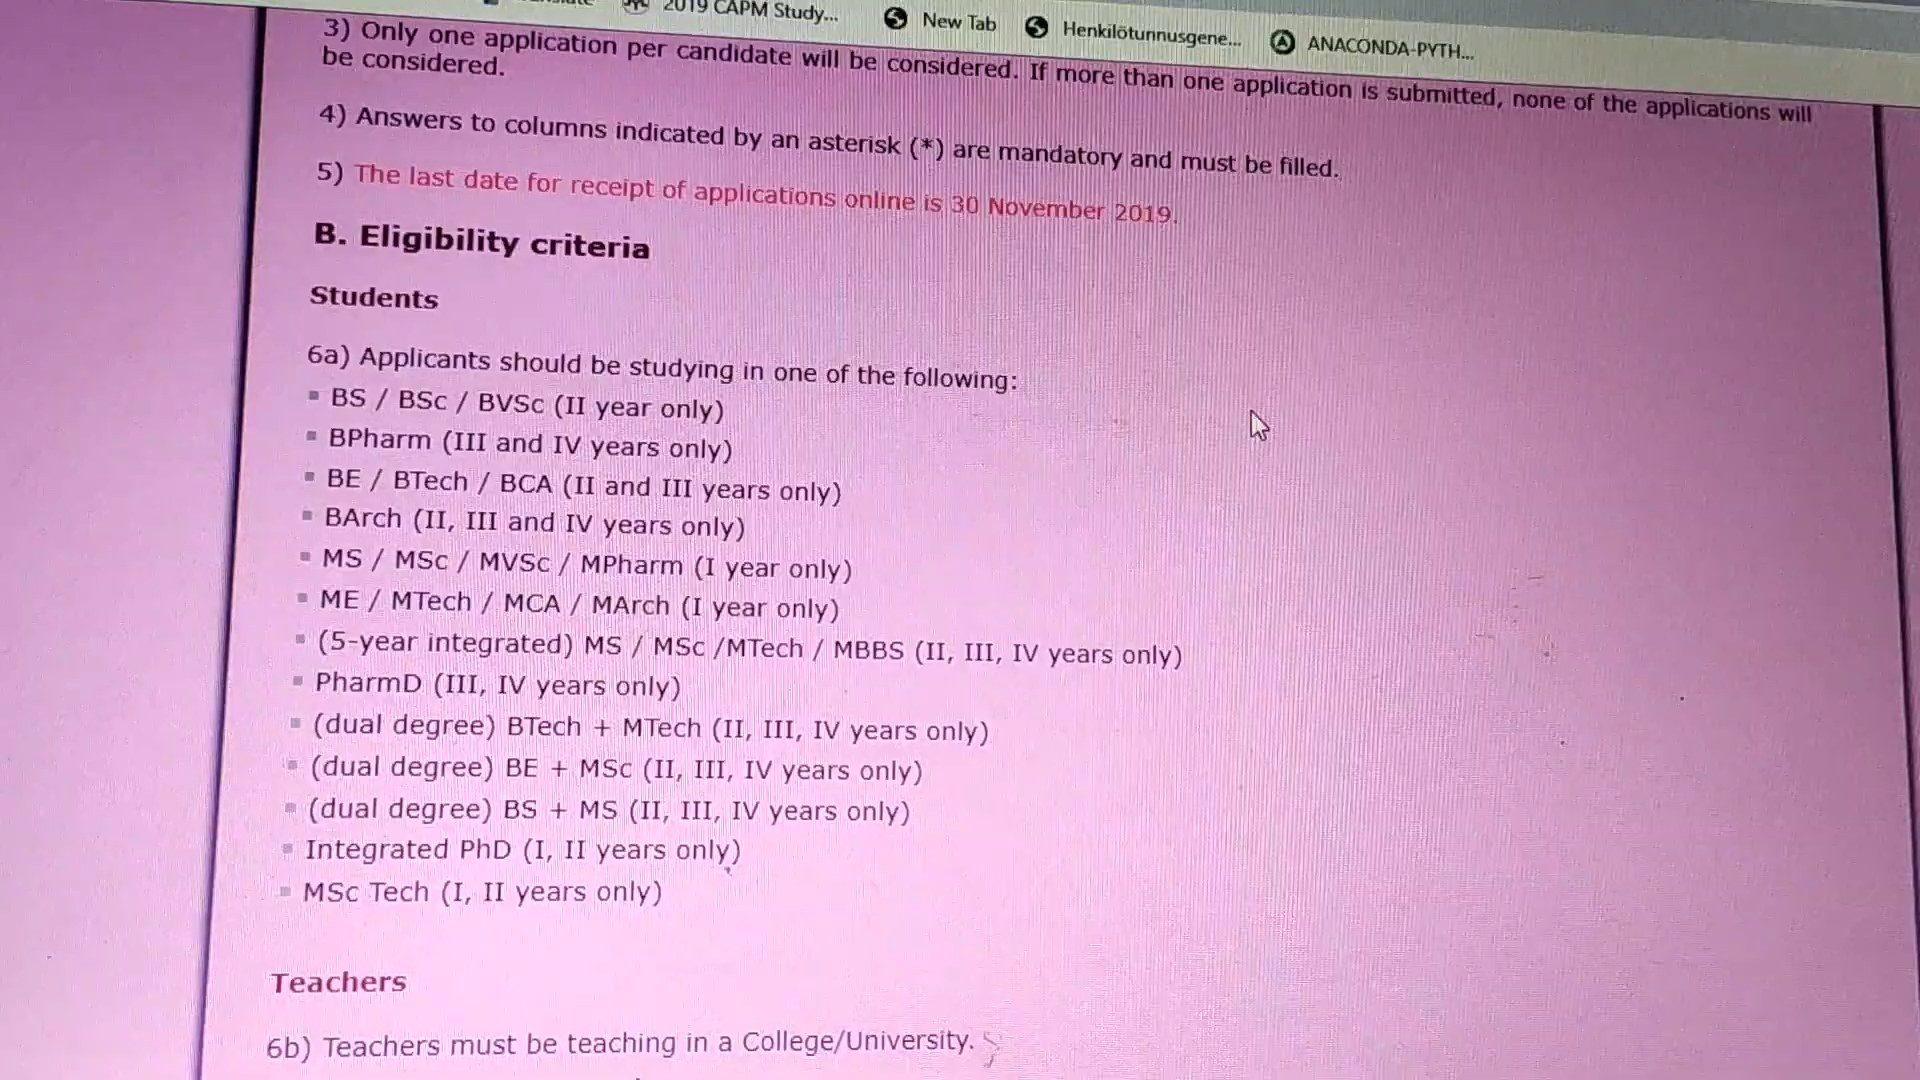 2019 CAPM Study...
New Tab
Henkilötunnusgene...
ANACONDA-PYTH...
3) Only one application per candidate will be considered. If more than one application is submitted, none of the applications will
be considered.
4) Answers to columns indicated by an asterisk (*) are mandatory and must be filled.
5) The last date for receipt of applications online is 30 November 2019.
B. Eligibility criteria
Students
6a) Applicants should be studying in one of the following:
▪ BS / BSc / BVSc (II year only)
▪ BPharm (III and IV years only)
▪ BE / BTech / BCA (II and III years only)
▪ BArch (II, III and IV years only)
▪ MS / MSc / MVSc / MPharm (I year only)
▪ ME / MTech / MCA / MArch (I year only)
▪ (5-year integrated) MS / MSc /MTech / MBBS (II, III, IV years only)
▪ PharmD (III, IV years only)
▪ (dual degree) BTech + MTech (II, III, IV years only)
▪ (dual degree) BE + MSc (II, III, IV years only)
▪ (dual degree) BS + MS (II, III, IV years only)
▪ Integrated PhD (I, II years only)
▪ MSc Tech (I, II years only)
Teachers
6b) Teachers must be teaching in a College/University.